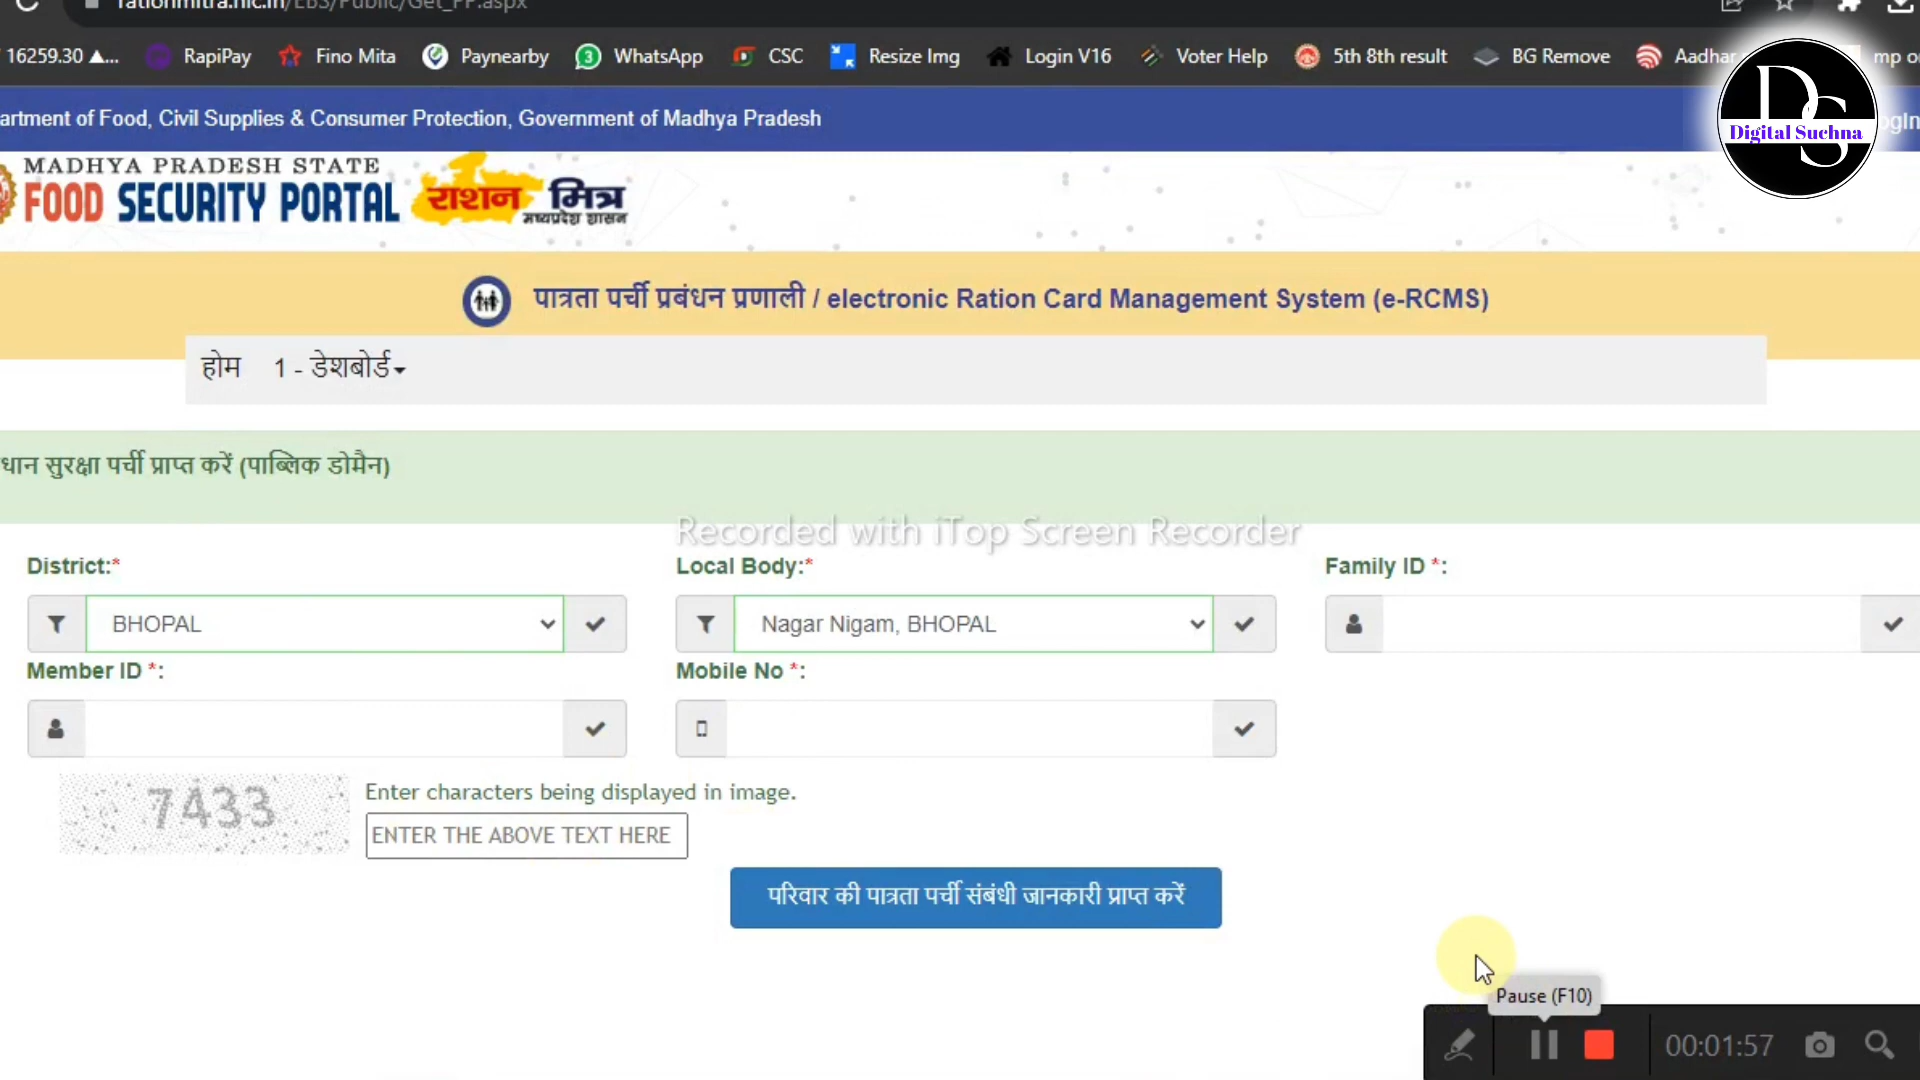 16259.30 ▲...
RapiPay
Fino Mita
Paynearby
WhatsApp
CSC
Resize Img
Login V16
Voter Help
5th 8th result
BG Remove
Aadhar
mp o
artment of Food, Civil Supplies & Consumer Protection, Government of Madhya Pradesh
DS
Digital Suchna
MADHYA PRADESH STATE
FOOD SECURITY PORTAL
राशन मित्र
मध्यप्रदेश शासन
पात्रता पर्ची प्रबंधन प्रणाली / electronic Ration Card Management System (e-RCMS)
होम 1 - डेशबोर्ड
धान सुरक्षा पर्ची प्राप्त करें (पाब्लिक डोमैन)
Recorded with iTop Screen Recorder
District:* Local Body:* Family ID *:
BHOPAL Nagar Nigam, BHOPAL
Member ID *: Mobile No *:
7433
Enter characters being displayed in image.
ENTER THE ABOVE TEXT HERE
परिवार की पात्रता पर्ची संबंधी जानकारी प्राप्त करें
Pause (F10)
00:01:57